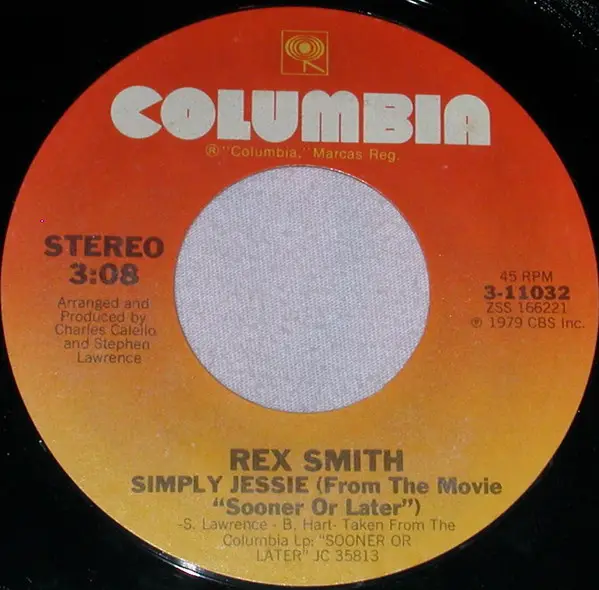 COLUMBIA
®"Columbia," Marcas Reg.
STEREO
3:08
Arranged and
Produced by
Charles Calello
and Stephen
Lawrence
45 RPM
3-11032
ZSS 166221
℗ 1979 CBS Inc.
REX SMITH
SIMPLY JESSIE (From The Movie
"Sooner Or Later")
-S. Lawrence - B. Hart- Taken From The
Columbia Lp: "SOONER OR
LATER" JC 35813